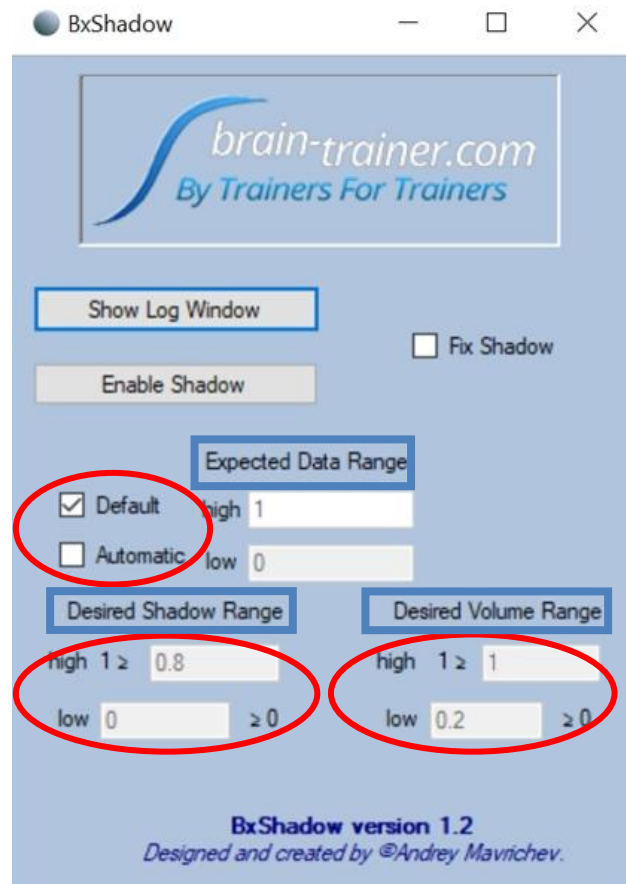 BxShadow
brain-trainer.com
By Trainers For Trainers
Show Log Window
Fix Shadow
Enable Shadow
Expected Data Range
Default high 1
Automatic low 0
Desired Shadow Range Desired Volume Range
high 1 ≥ 0.8 high 1 ≥ 1
low 0 ≥ 0 low 0.2 ≥ 0
BxShadow version 1.2
Designed and created by ©Andrey Mavrichev.